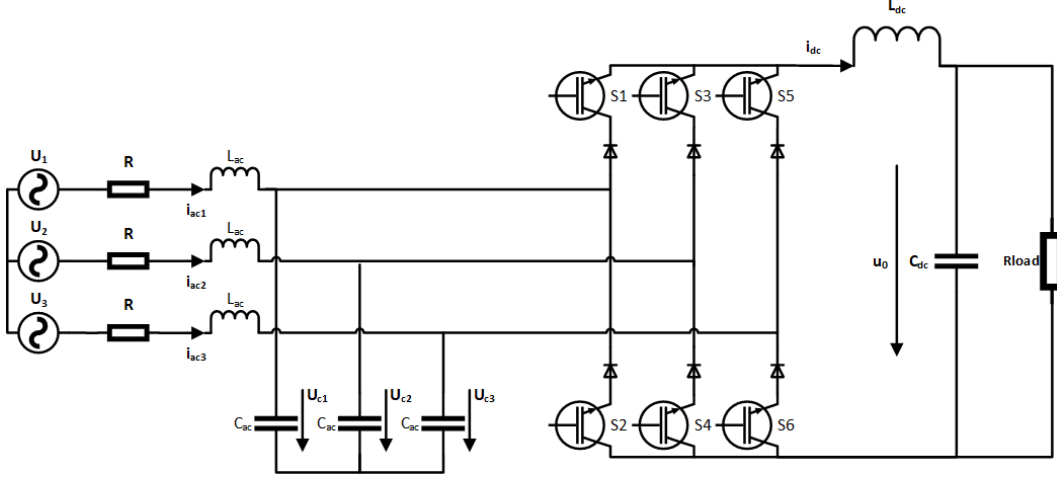 L_dc
i_dc
S1 S3 S5
U_1 R L_ac
i_ac1
U_2 R L_ac
i_ac2
u_0 C_dc Rload
U_3 R L_ac
i_ac3
U_c1 U_c2 U_c3
C_ac C_ac C_ac
S2 S4 S6